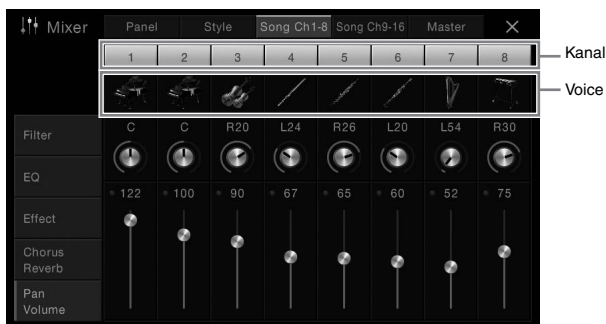 Mixer
Panel Style Song Ch1-8 Song Ch9-16 Master ×
1 2 3 4 5 6 7 8
Kanal
Voice
Filter
EQ
Effect
Chorus
Reverb
Pan
Volume
C C R20 L24 R26 L20 L54 R30
122 100 90 67 65 60 52 75